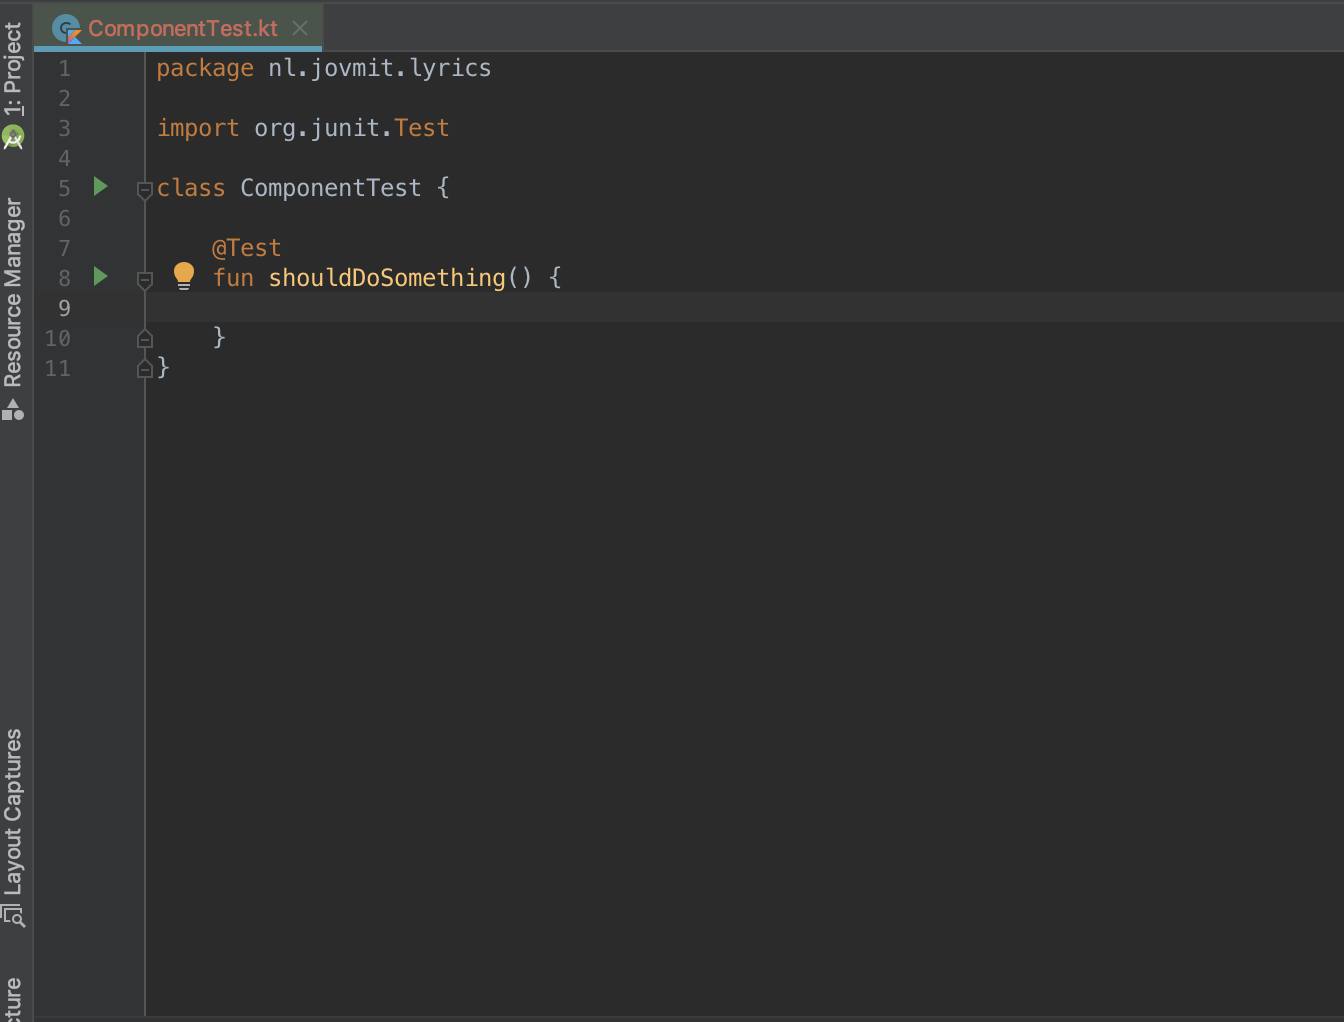 ComponentTest.kt
1: Project
Resource Manager
Layout Captures
cture
1 package nl.jovmit.lyrics
2
3 import org.junit.Test
4
5 class ComponentTest {
6
7 @Test
8 fun shouldDoSomething() {
9
10 }
11 }